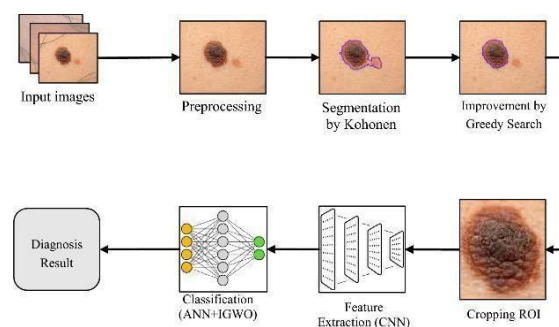 Input images
Preprocessing
Segmentation
by Kohonen
Improvement by
Greedy Search
Diagnosis
Result
Classification
(ANN+IGWO)
Feature
Extraction (CNN)
Cropping ROI